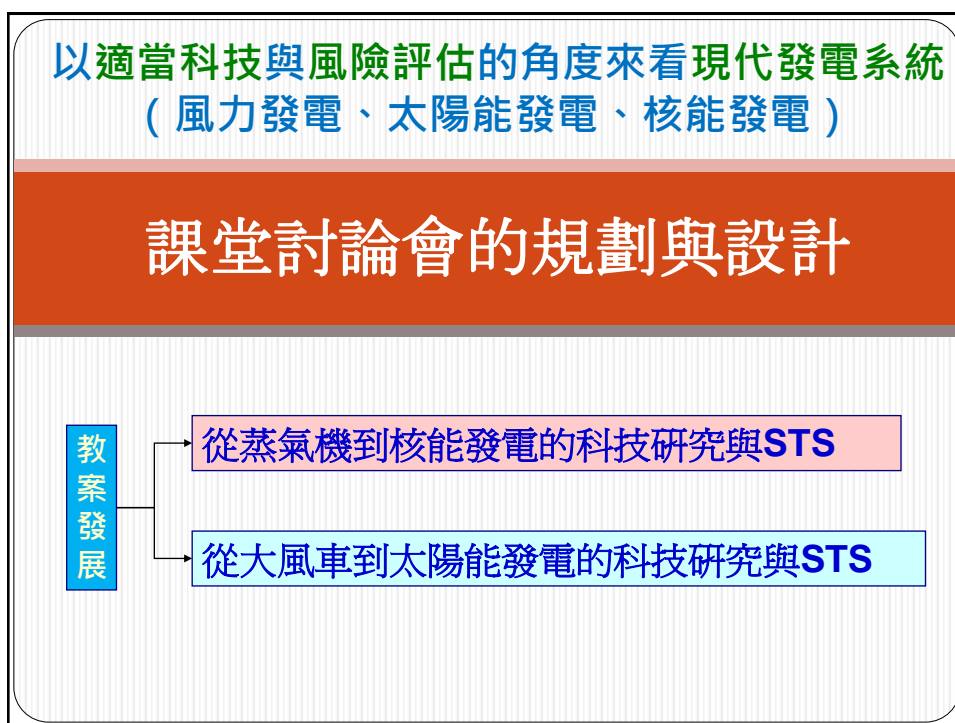 以適當科技與風險評估的角度來看現代發電系統
（風力發電、太陽能發電、核能發電）
課堂討論會的規劃與設計
教案發展
從蒸氣機到核能發電的科技研究與STS
從大風車到太陽能發電的科技研究與STS